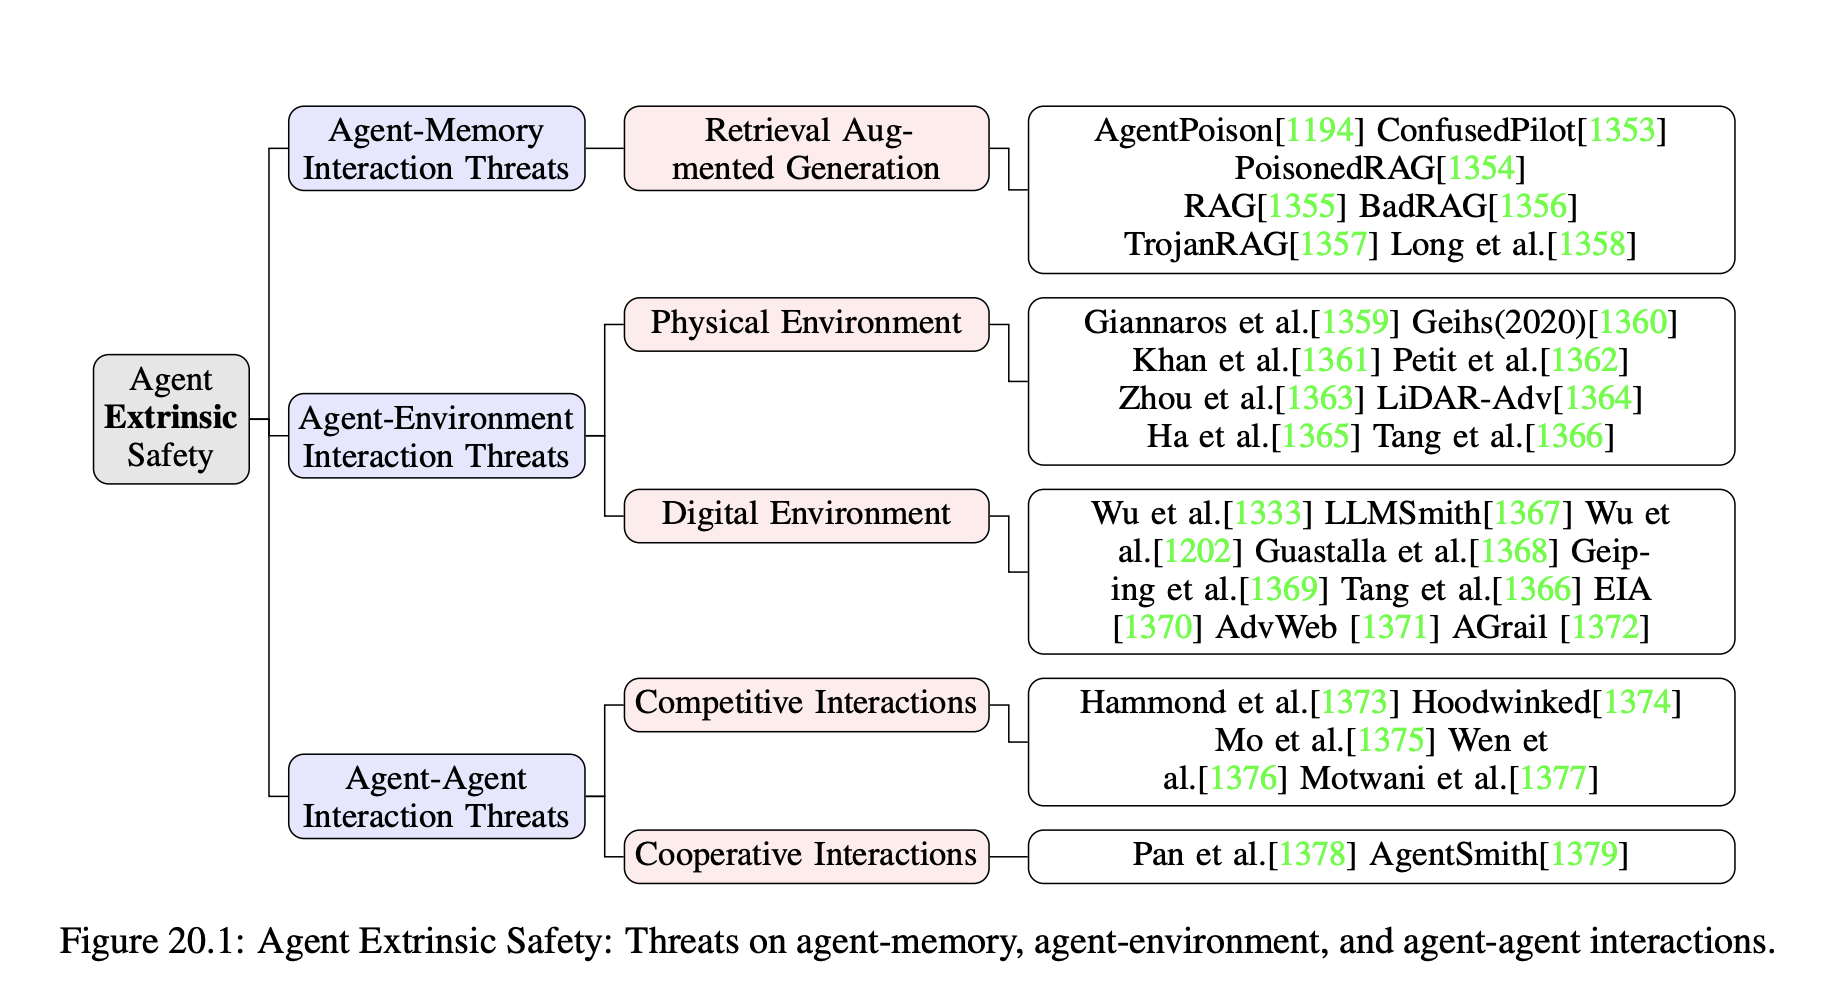 Agent
Extrinsic
Safety
Agent-Memory
Interaction Threats
Retrieval Aug-
mented Generation
AgentPoison[1194] ConfusedPilot[1353]
PoisonedRAG[1354]
RAG[1355] BadRAG[1356]
TrojanRAG[1357] Long et al.[1358]
Agent-Environment
Interaction Threats
Physical Environment
Giannaros et al.[1359] Geihs(2020)[1360]
Khan et al.[1361] Petit et al.[1362]
Zhou et al.[1363] LiDAR-Adv[1364]
Ha et al.[1365] Tang et al.[1366]
Digital Environment
Wu et al.[1333] LLMSmith[1367] Wu et
al.[1202] Guastalla et al.[1368] Geip-
ing et al.[1369] Tang et al.[1366] EIA
[1370] AdvWeb [1371] AGrail [1372]
Agent-Agent
Interaction Threats
Competitive Interactions
Hammond et al.[1373] Hoodwinked[1374]
Mo et al.[1375] Wen et
al.[1376] Motwani et al.[1377]
Cooperative Interactions
Pan et al.[1378] AgentSmith[1379]
Figure 20.1: Agent Extrinsic Safety: Threats on agent-memory, agent-environment, and agent-agent interactions.